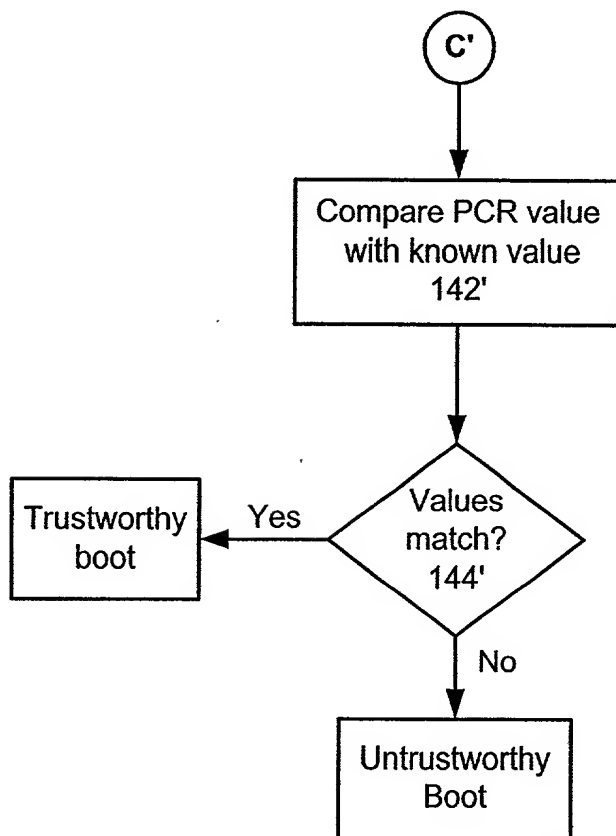 C'
Compare PCR value
with known value
142'
Values
match?
144'
Yes
Trustworthy
boot
No
Untrustworthy
Boot